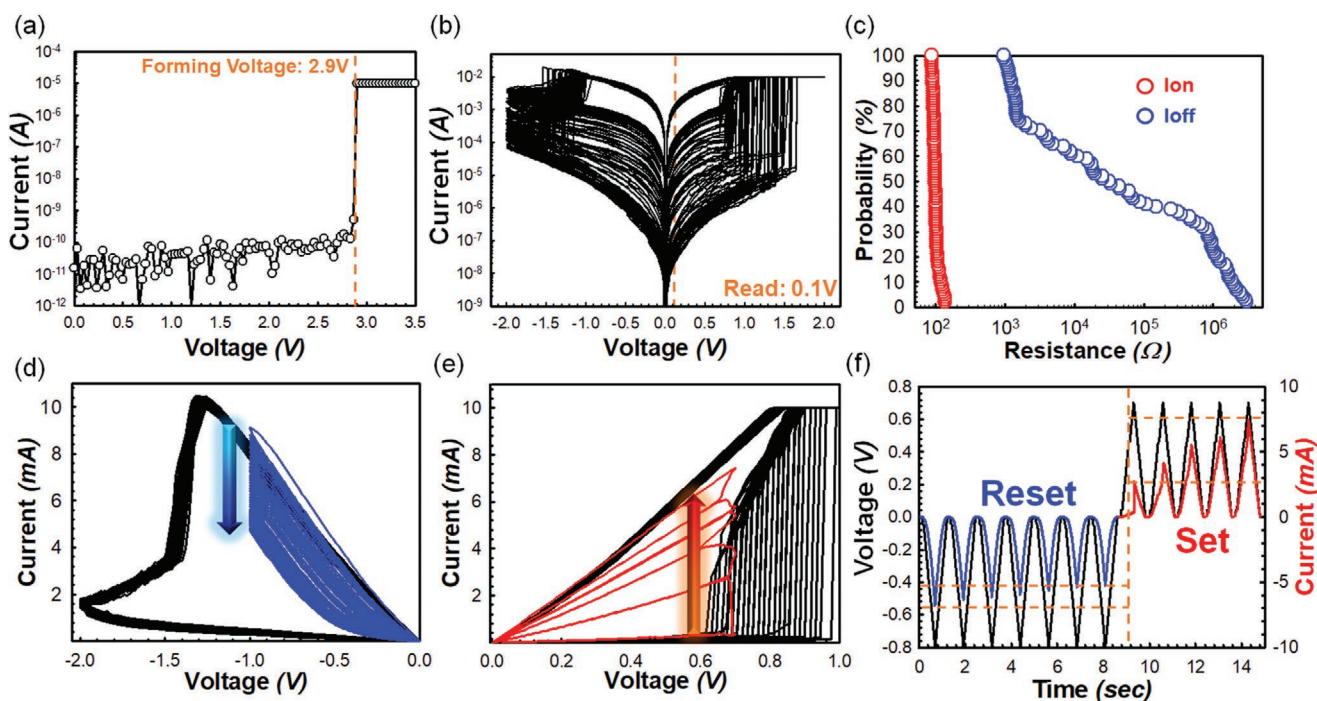 (a)
10⁻⁴
10⁻⁵
10⁻⁶
10⁻⁷
10⁻⁸
10⁻⁹
10⁻¹⁰
10⁻¹¹
10⁻¹²
Current (A)
Forming Voltage: 2.9V
0.0 0.5 1.0 1.5 2.0 2.5 3.0 3.5
Voltage (V)
(b)
10⁻¹
10⁻²
10⁻³
10⁻⁴
10⁻⁵
10⁻⁶
10⁻⁷
10⁻⁸
10⁻⁹
Current (A)
Read: 0.1V
-2.0 -1.5 -1.0 -0.5 0.0 0.5 1.0 1.5 2.0
Voltage (V)
(c)
100
90
80
70
60
50
40
30
20
10
0
Probability (%)
Ion
Ioff
10² 10³ 10⁴ 10⁵ 10⁶
Resistance (Ω)
(d)
10
8
6
4
2
Current (mA)
-2.0 -1.5 -1.0 -0.5 0.0
Voltage (V)
(e)
10
8
6
4
2
Current (mA)
0.0 0.2 0.4 0.6 0.8 1.0
Voltage (V)
(f)
0.8
0.6
0.4
0.2
0.0
-0.2
-0.4
-0.6
-0.8
Voltage (V)
Reset
Set
10
5
0
-5
-10
Current (mA)
0 2 4 6 8 10 12 14
Time (sec)